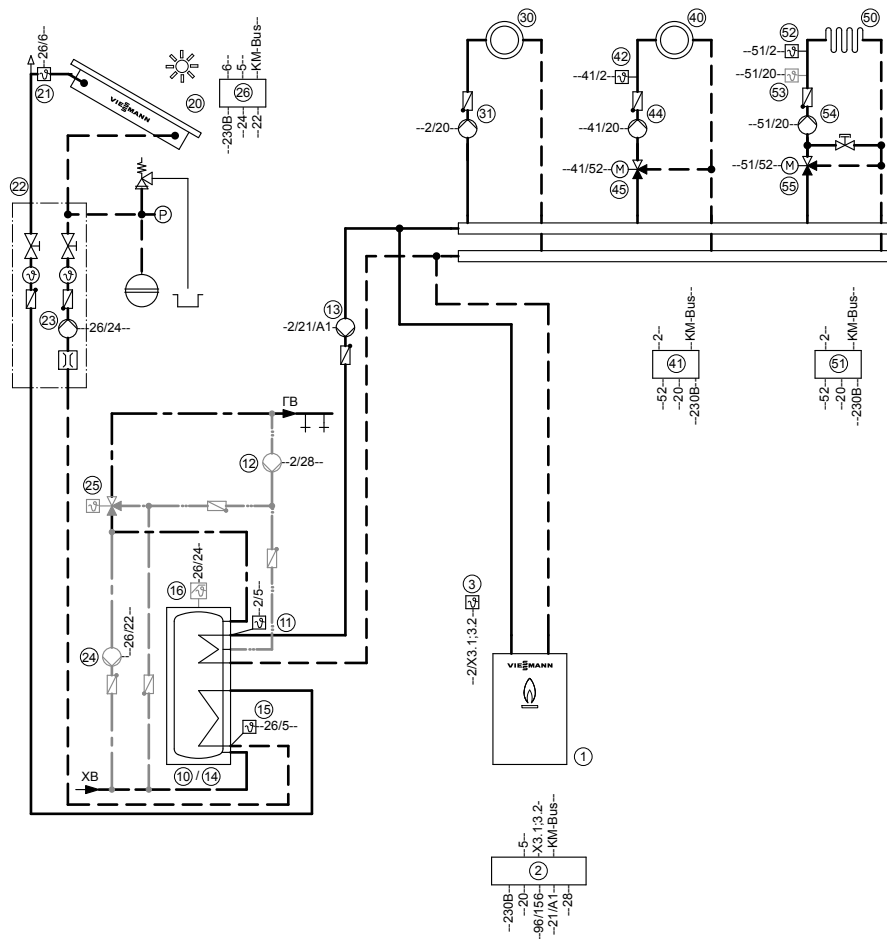 30
40
50
52
--51/2--
42
--41/2--
--51/20--
53
--26/6--
21
VIESMANN
20
6--
5--
KM-Bus--
26
--230В--
--24--
--22--
31
--2/20--
44
--41/20--
54
--51/20--
M
--41/52--
45
M
--51/52--
55
22
P
23
--26/24--
13
-2/21/A1-
2--
KM-Bus--
41
--52--
--20--
--230В--
2--
KM-Bus--
51
--52--
--20--
--230В--
ГВ
12
--2/28--
25
16
--26/24--
--2/5--
11
3
--2/X3.1;3.2--
24
--26/22--
VIESMANN
15
--26/5--
1
ХВ
10 / 14
--5--
-X3.1;3.2-
KM-Bus--
2
--230В--
--20--
--96/156--
--21/A1--
--28--